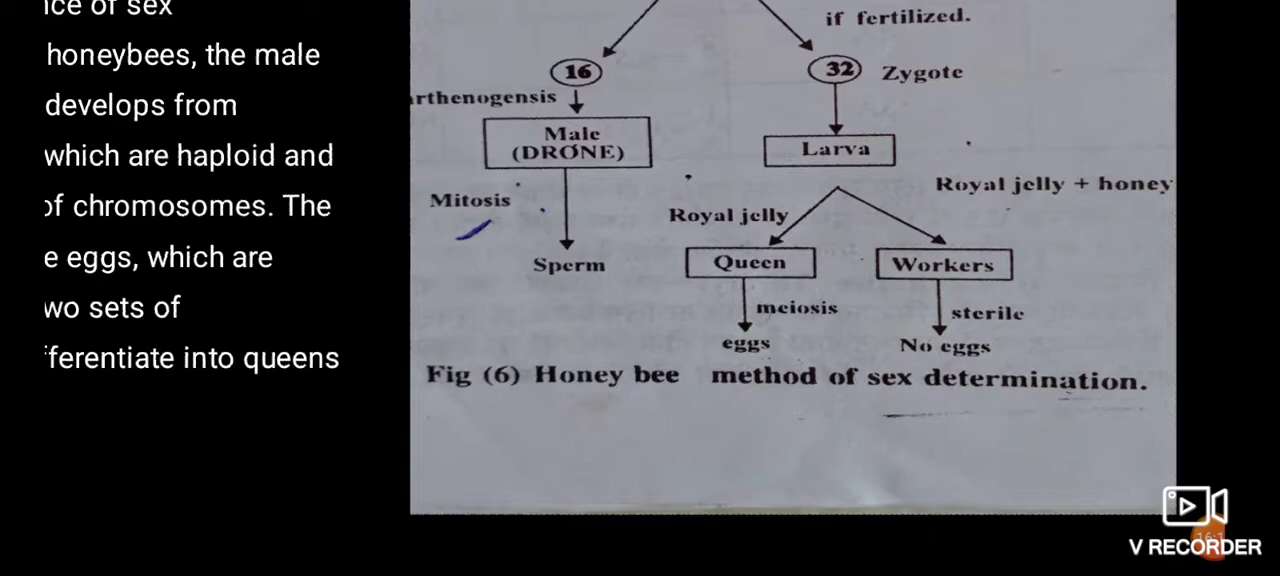 ice of sex
honeybees, the male
develops from
which are haploid and
of chromosomes. The
e eggs, which are
wo sets of
fferentiate into queens
if fertilized.
16
32 Zygote
arthenogensis
Male
(DRONE)
Larva
Mitosis
Royal jelly + honey
Royal jelly
Sperm
Queen
Workers
meiosis
sterile
eggs
No eggs
Fig (6) Honey bee method of sex determination.
V RECORDER